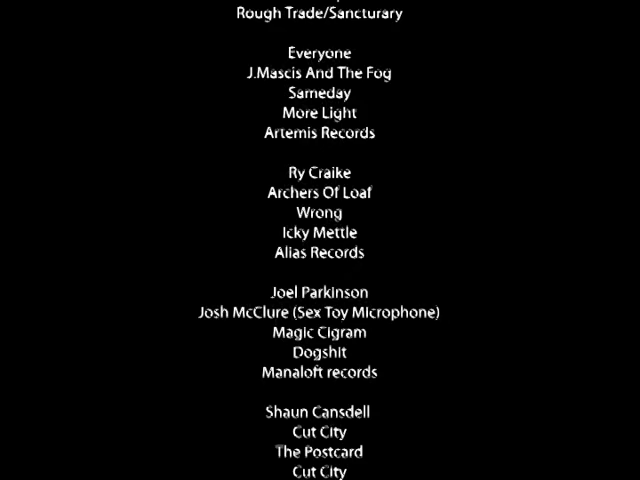 Rough Trade/Sancturary
Everyone
J.Mascis And The Fog
Sameday
More Light
Artemis Records
Ry Craike
Archers Of Loaf
Wrong
Icky Mettle
Alias Records
Joel Parkinson
Josh McClure (Sex Toy Microphone)
Magic Cigram
Dogshit
Manaloft records
Shaun Cansdell
Cut City
The Postcard
Cut City